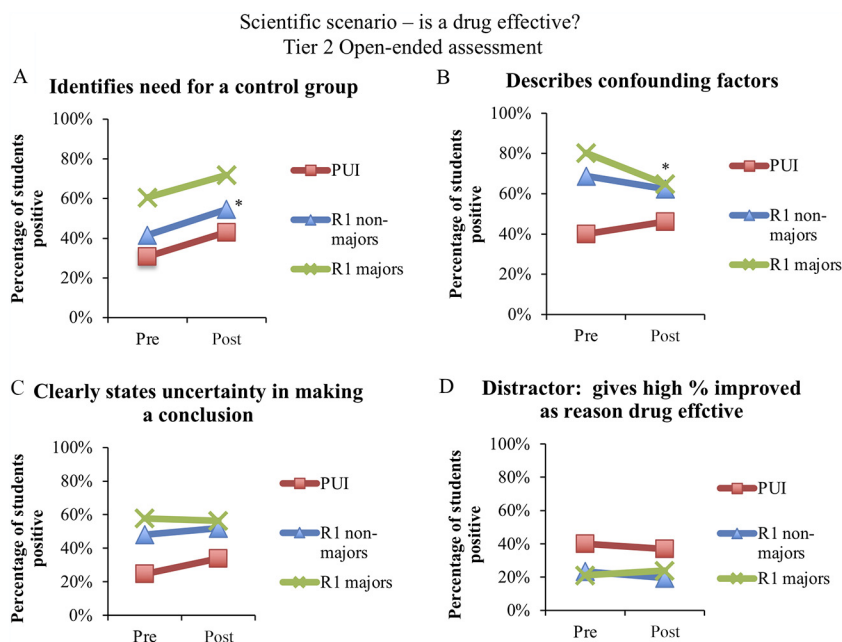 Scientific scenario – is a drug effective?
Tier 2 Open-ended assessment
A
Identifies need for a control group
Percentage of students
positive
100%
80%
60%
40%
20%
0%
Pre
Post
*
PUI
R1 non-
majors
R1 majors
B
Describes confounding factors
Percentage of students
positive
100%
80%
60%
40%
20%
0%
Pre
Post
*
PUI
R1 non-
majors
R1 majors
C
Clearly states uncertainty in making
a conclusion
Percentage of students
positive
100%
80%
60%
40%
20%
0%
Pre
Post
PUI
R1 non-
majors
R1 majors
D
Distractor: gives high % improved
as reason drug effctive
Percentage of students
positive
100%
80%
60%
40%
20%
0%
Pre
Post
PUI
R1 non-
majors
R1 majors